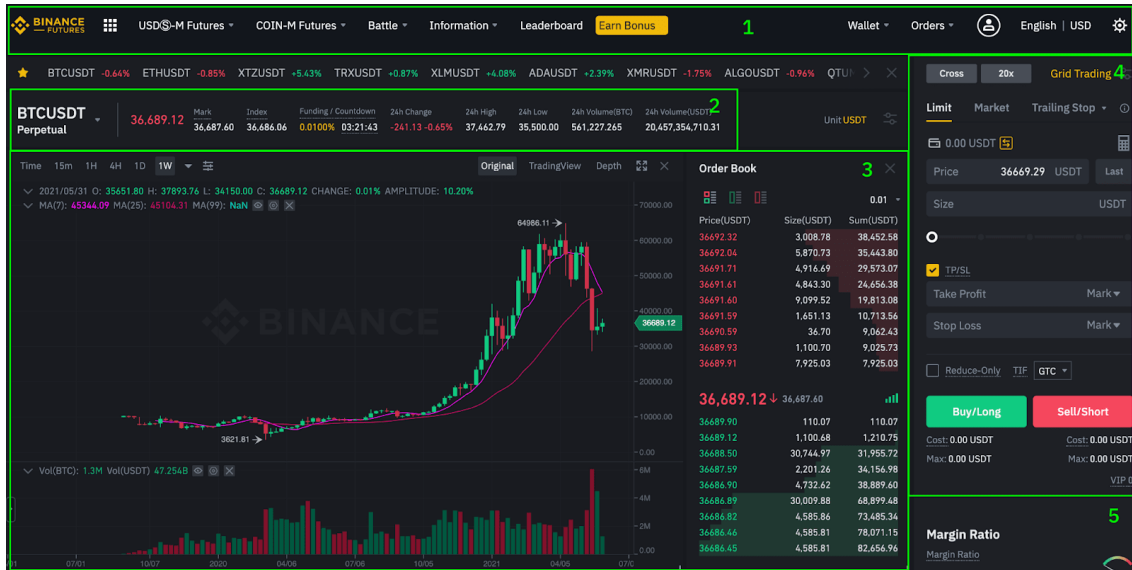 BINANCE FUTURES USDⓈ-M Futures COIN-M Futures Battle Information Leaderboard Earn Bonus 1 Wallet Orders English | USD
BTCUSDT -0.64% ETHUSDT -0.85% XTZUSDT +5.43% TRXUSDT +0.87% XLMUSDT +4.08% ADAUSDT +2.39% XMRUSDT -1.75% ALGOUSDT -0.96% QTU
BTCUSDT
Perpetual
36,689.12
Mark Index Funding / Countdown 24h Change 24h High 24h Low 24h Volume(BTC) 24h Volume(USDT) 2
36,687.60 36,686.06 0.0100% 03:21:43 -241.13 -0.65% 37,462.79 35,500.00 561,227.265 20,457,354,710.31
Unit USDT
Time 15m 1H 4H 1D 1W Original TradingView Depth
2021/05/31 O: 35651.80 H: 37893.76 L: 34150.00 C: 36689.12 CHANGE: 0.01% AMPLITUDE: 10.20%
MA(7): 45344.09 MA(25): 45104.31 MA(99): NaN
70000.00
64986.11
60000.00
50000.00
40000.00
36689.12
30000.00
20000.00
10000.00
0.00
BINANCE
3621.81
Vol(BTC): 1.3M Vol(USDT) 47.254B
6M
4M
2M
0.00
07/01 10/07 2020 04/06 07/06 10/05 2021 04/05 07/0
Order Book 3
0.01
Price(USDT) Size(USDT) Sum(USDT)
36692.32 3,008.78 38,452.58
36692.04 5,870.73 35,443.80
36691.71 4,916.69 29,573.07
36691.61 4,843.30 24,656.38
36691.60 9,099.52 19,813.08
36691.59 1,651.13 10,713.56
36690.59 36.70 9,062.43
36689.93 1,100.70 9,025.73
36689.91 7,925.03 7,925.03
36,689.12 36,687.60
36689.90 110.07 110.07
36689.12 1,100.68 1,210.75
36688.50 30,744.97 31,955.72
36687.59 2,201.26 34,156.98
36686.90 4,732.62 38,889.60
36686.89 30,009.88 68,899.48
36686.82 4,585.86 73,485.34
36686.46 4,585.81 78,071.15
36686.45 4,585.81 82,656.96
Cross 20x Grid Trading 4
Limit Market Trailing Stop
0.00 USDT
Price 36669.29 USDT Last
Size USDT
TP/SL
Take Profit Mark
Stop Loss Mark
Reduce-Only TIF GTC
Buy/Long Sell/Short
Cost: 0.00 USDT Cost: 0.00 USDT
Max: 0.00 USDT Max: 0.00 USDT
VIP 0
5
Margin Ratio
Margin Ratio